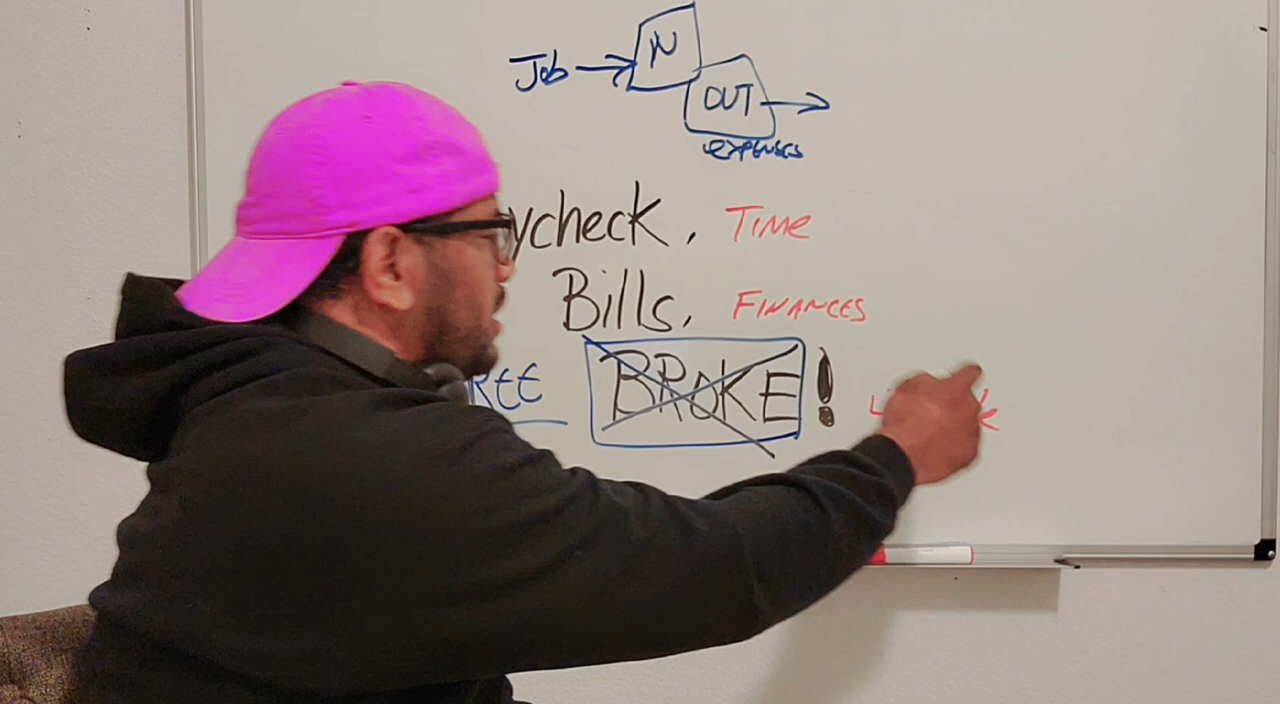 Job → IN
OUT →
expenses
ycheck, Time
Bills, FINANCES
REE BROKE!